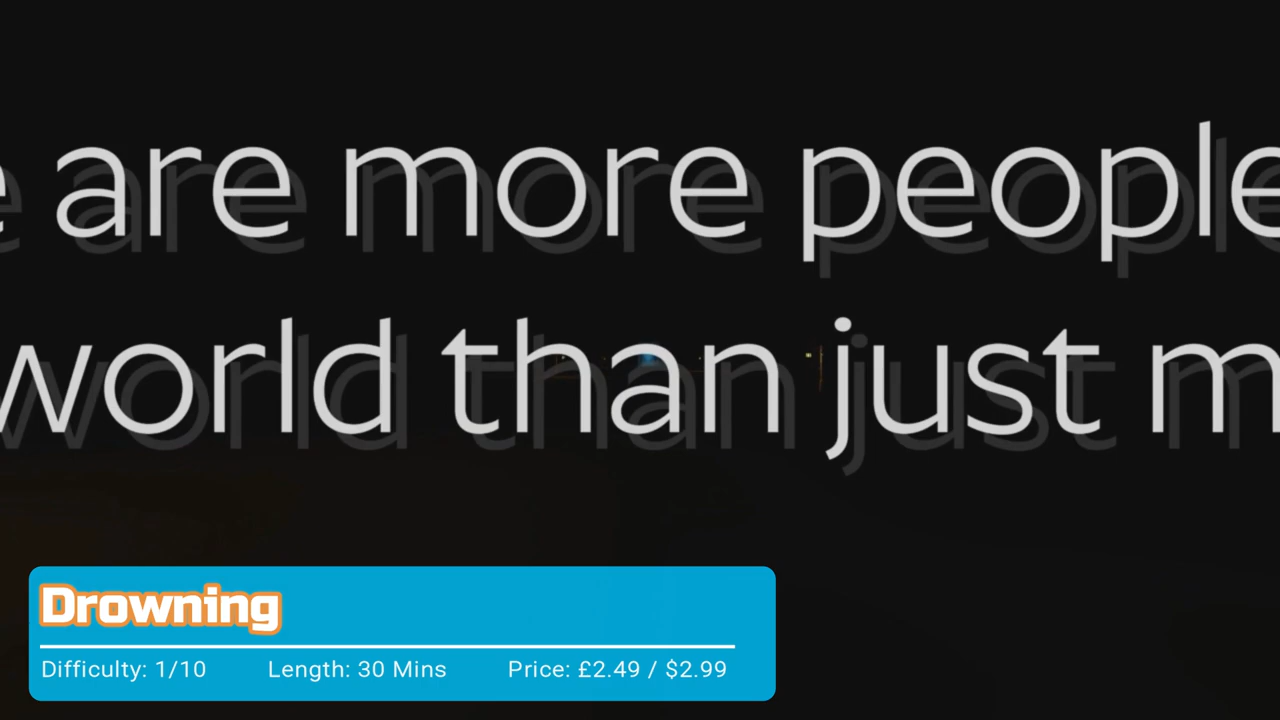 e are more people
world than just m
Drowning
Difficulty: 1/10 Length: 30 Mins Price: £2.49 / $2.99